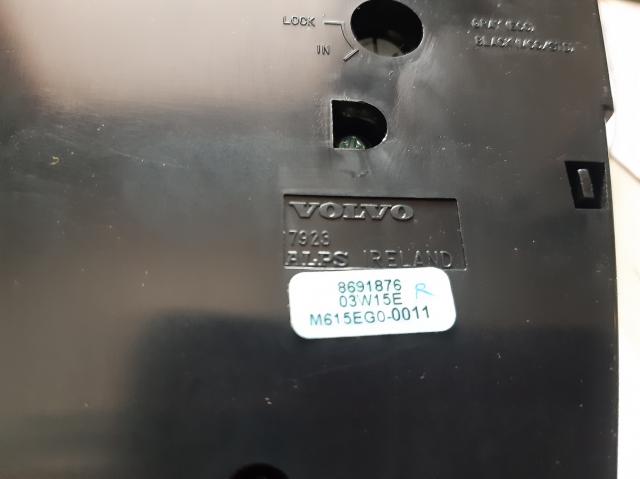 LOCK
IN
VOLVO
7923
ALPS IRELAND
8691876
03W15E R
M615EG0-0011